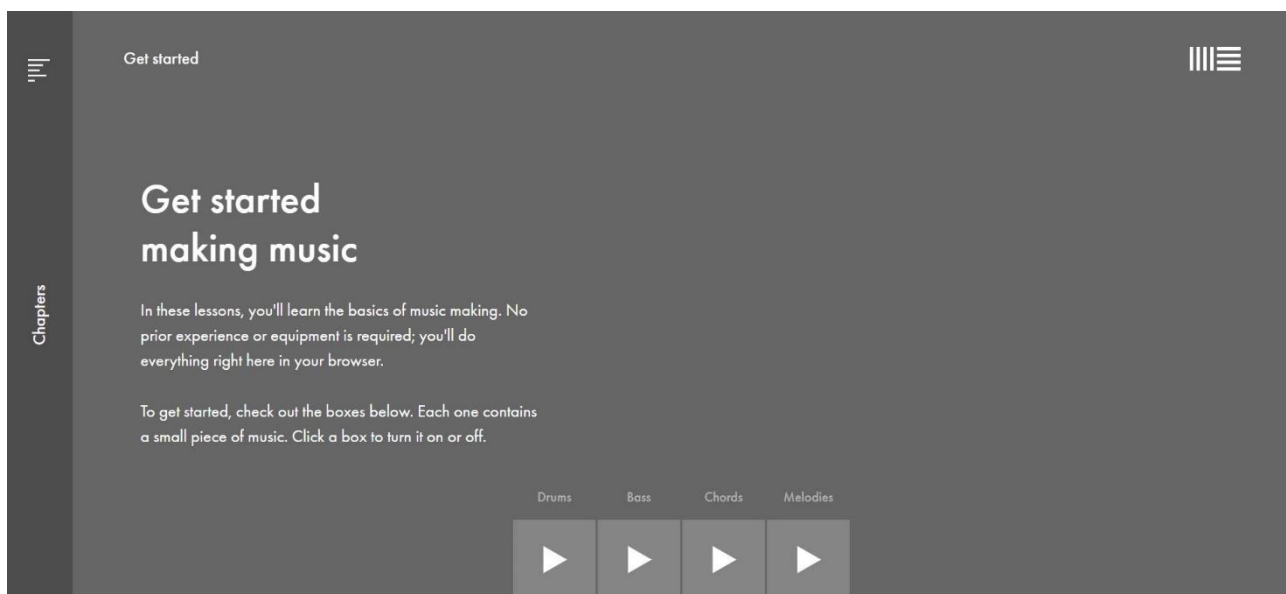 Get started
Get started
making music
Chapters
In these lessons, you'll learn the basics of music making. No
prior experience or equipment is required; you'll do
everything right here in your browser.
To get started, check out the boxes below. Each one contains
a small piece of music. Click a box to turn it on or off.
Drums Bass Chords Melodies